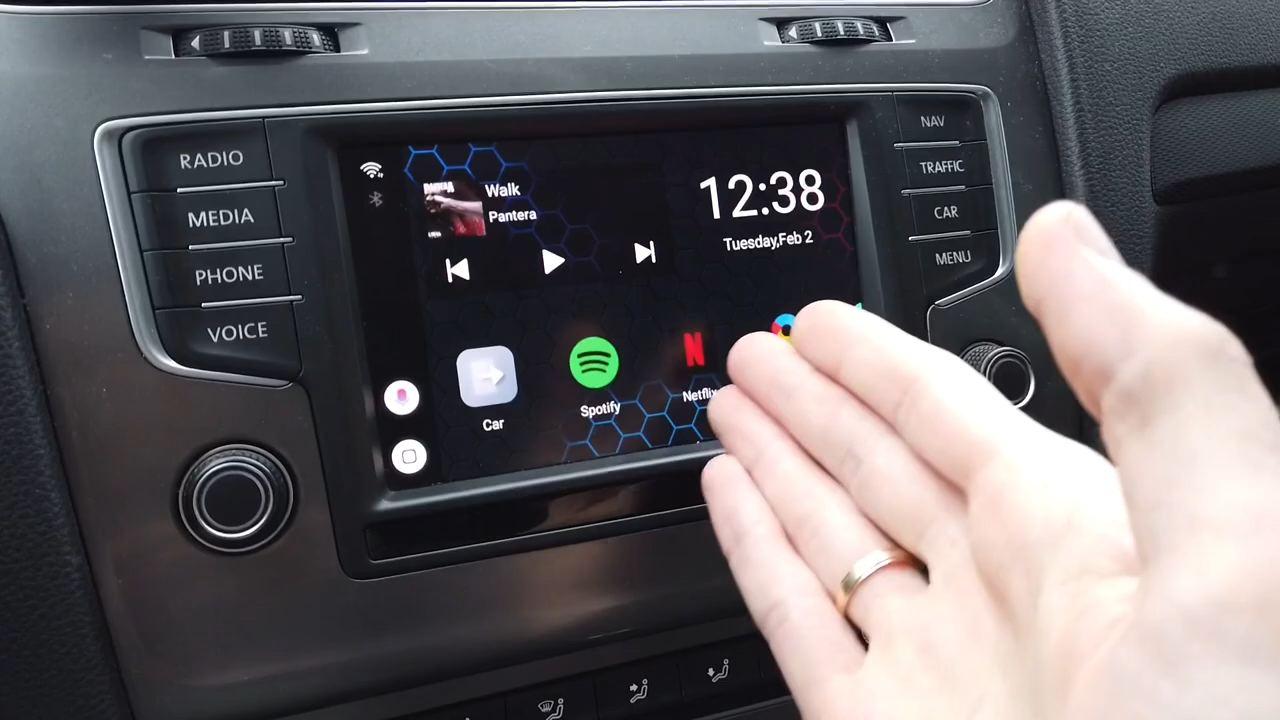 RADIO
MEDIA
PHONE
VOICE
Walk
Pantera
12:38
Tuesday,Feb 2
Car
Spotify
N
Netflix
NAV
TRAFFIC
CAR
MENU